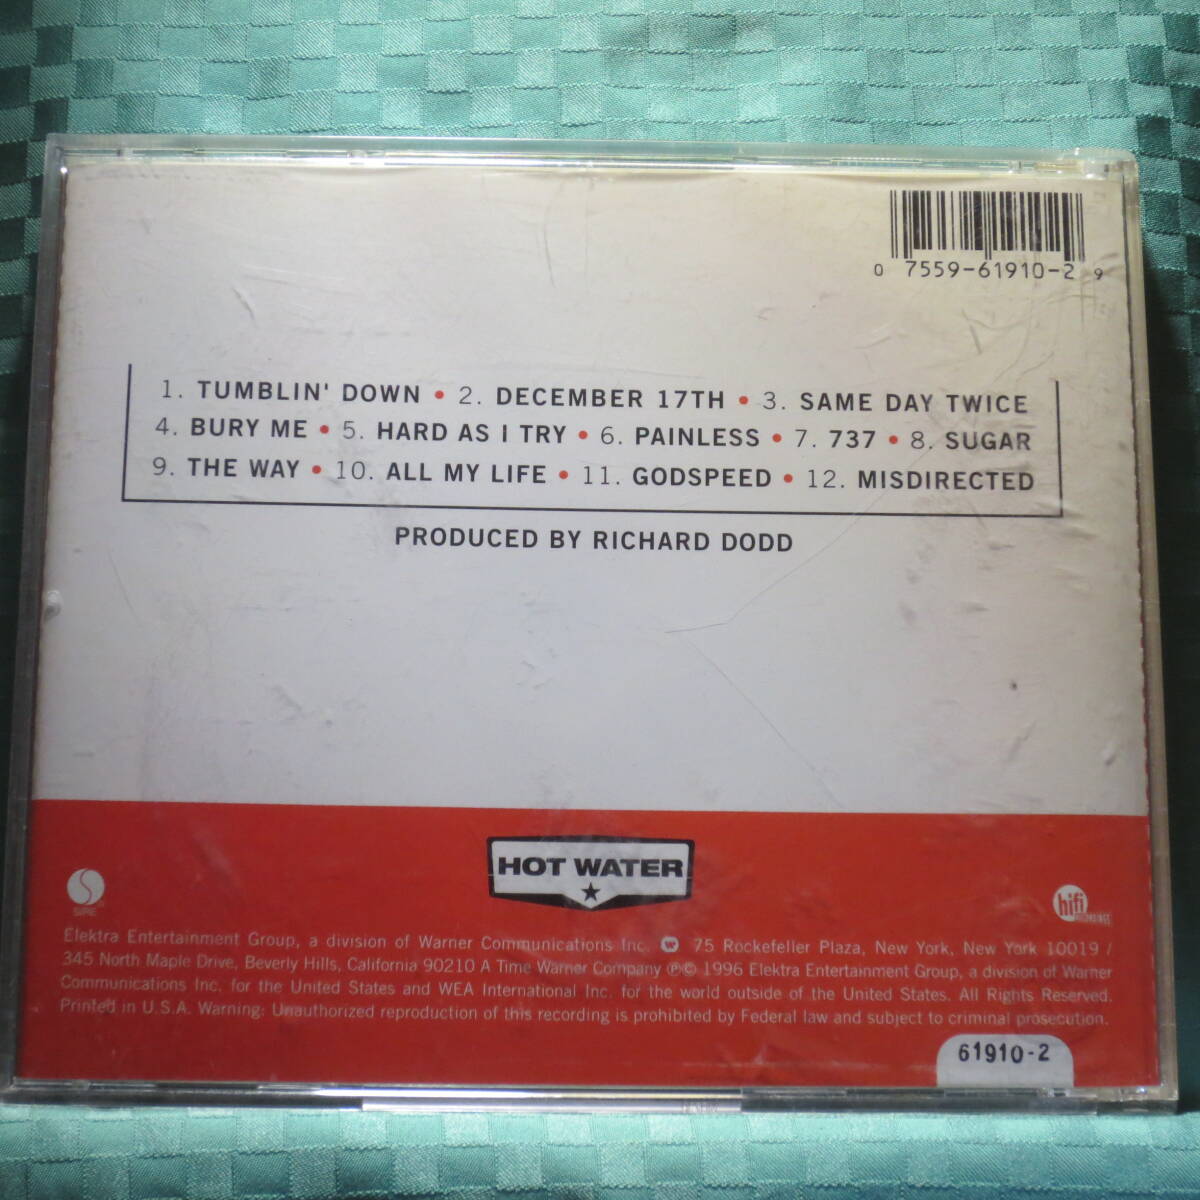 0 7559-61910-2 9
1. TUMBLIN' DOWN • 2. DECEMBER 17TH • 3. SAME DAY TWICE
4. BURY ME • 5. HARD AS I TRY • 6. PAINLESS • 7. 737 • 8. SUGAR
9. THE WAY • 10. ALL MY LIFE • 11. GODSPEED • 12. MISDIRECTED
PRODUCED BY RICHARD DODD
HOT WATER
SIRE
hifi
RECORDINGS
Elektra Entertainment Group, a division of Warner Communications Inc. 75 Rockefeller Plaza, New York, New York 10019 /
345 North Maple Drive, Beverly Hills, California 90210 A Time Warner Company ℗© 1996 Elektra Entertainment Group, a division of Warner
Communications Inc. for the United States and WEA International Inc. for the world outside of the United States. All Rights Reserved.
Printed in U.S.A. Warning: Unauthorized reproduction of this recording is prohibited by Federal law and subject to criminal prosecution.
61910-2